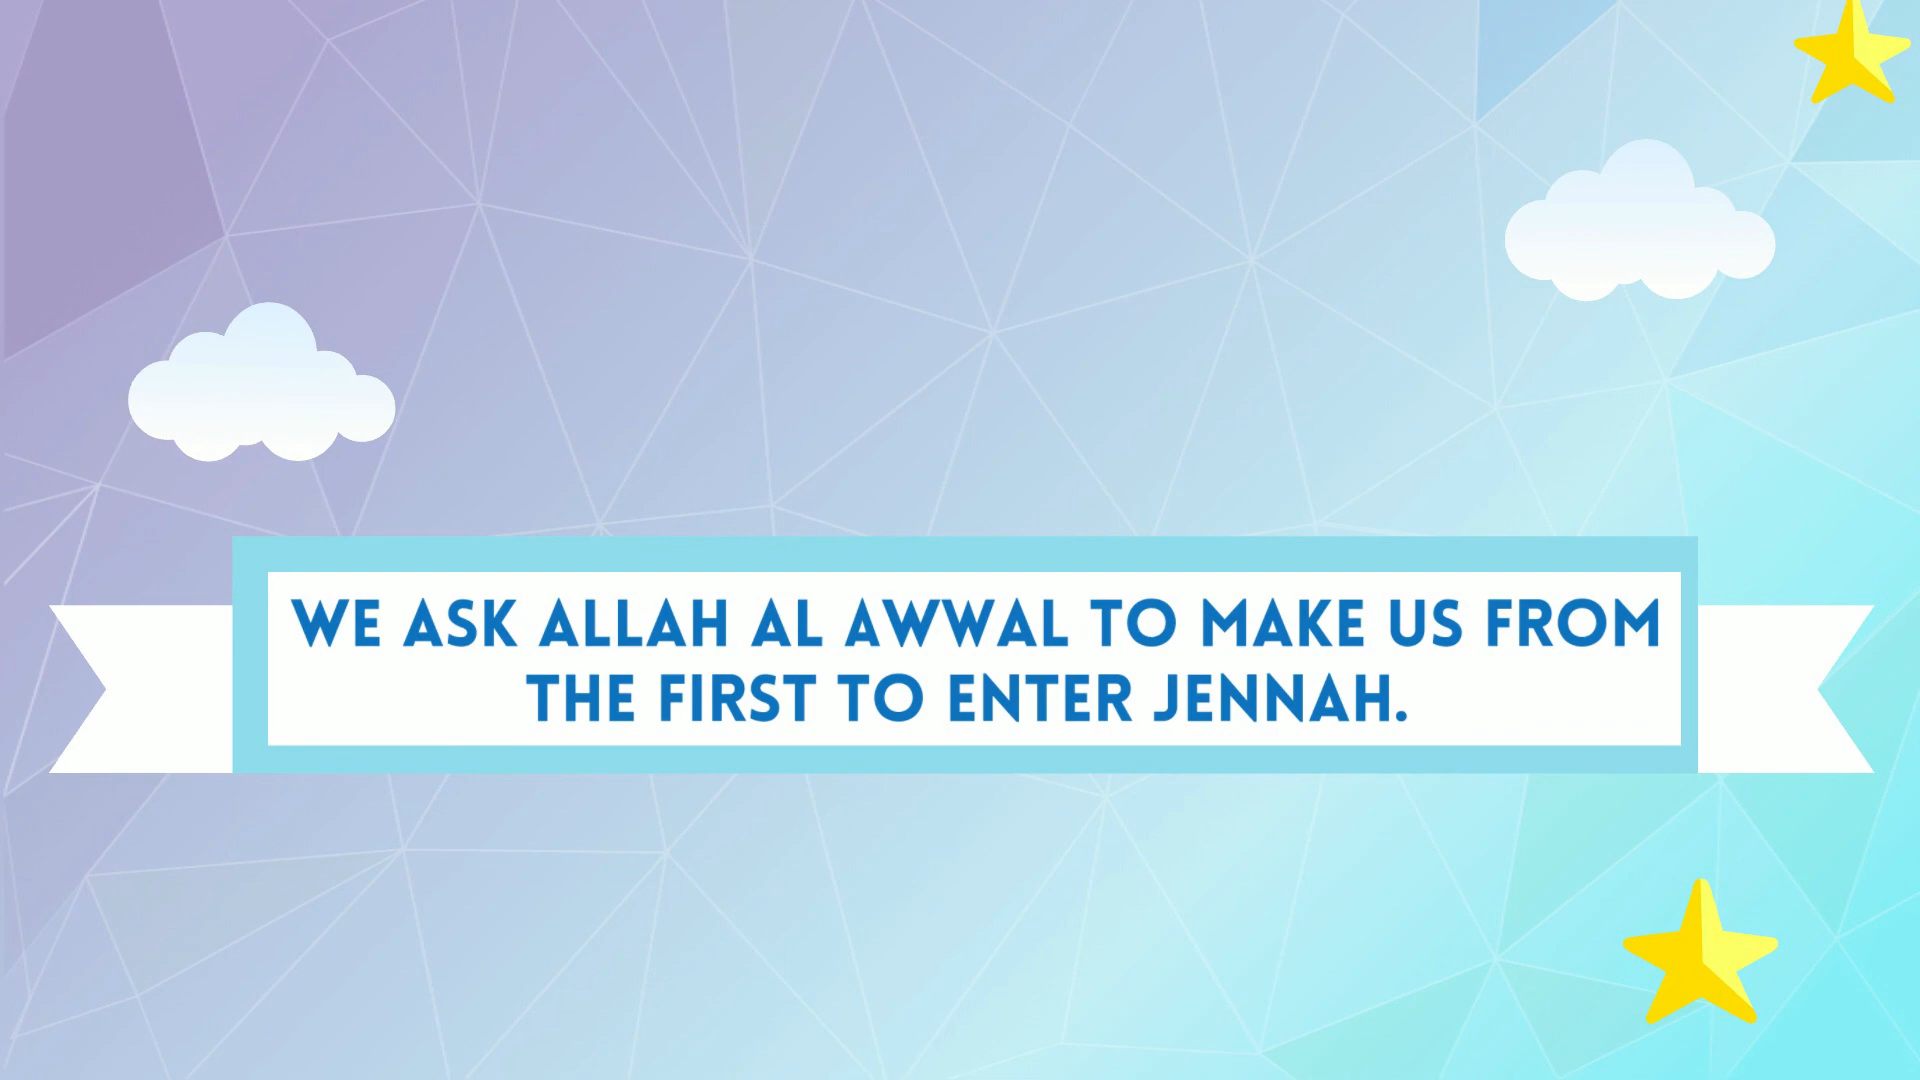 WE ASK ALLAH AL AWWAL TO MAKE US FROM
THE FIRST TO ENTER JENNAH.